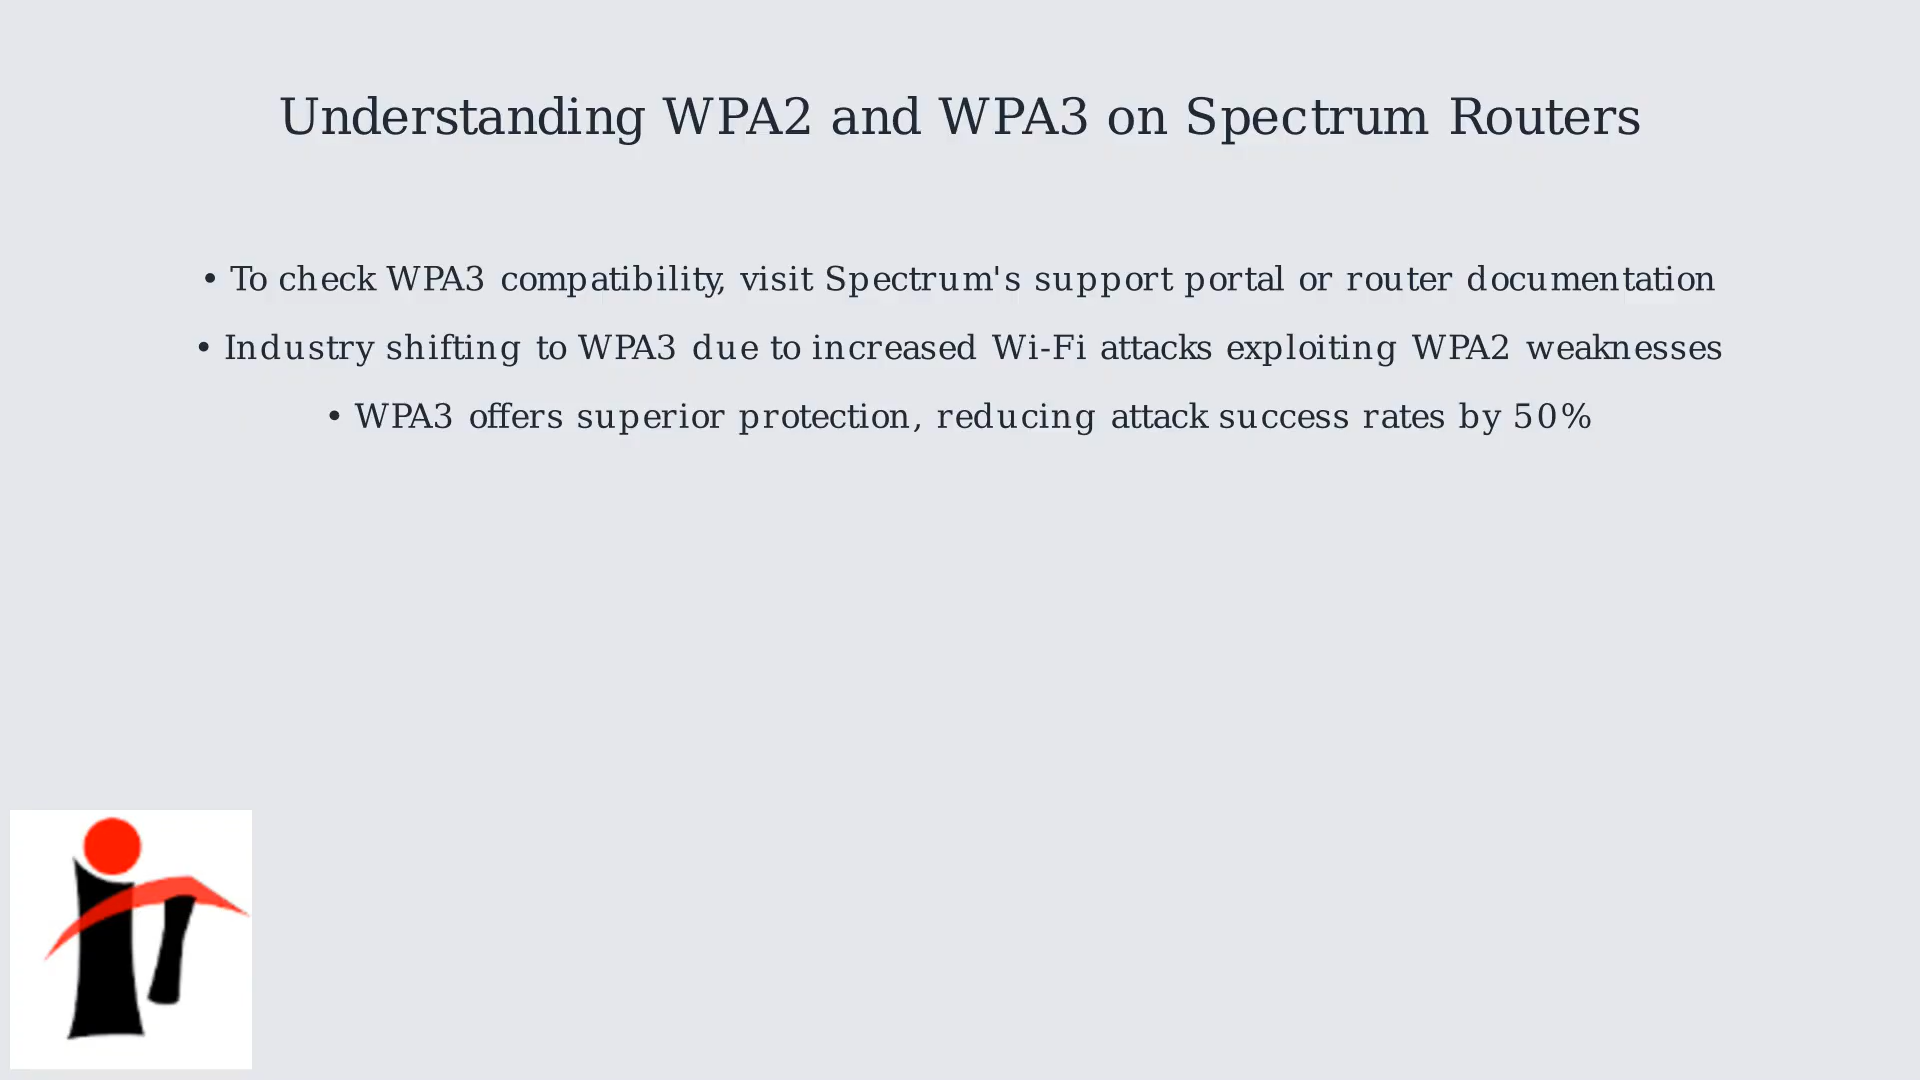 Understanding WPA2 and WPA3 on Spectrum Routers
• To check WPA3 compatibility, visit Spectrum's support portal or router documentation
• Industry shifting to WPA3 due to increased Wi-Fi attacks exploiting WPA2 weaknesses
• WPA3 offers superior protection, reducing attack success rates by 50%